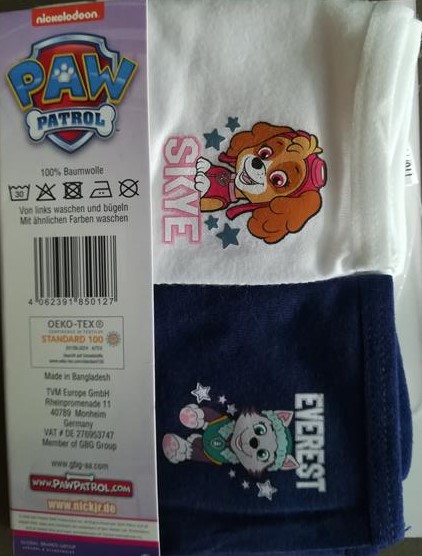 nickelodeon
PAW
PATROL
100% Baumwolle
30
Von links waschen und bügeln
Mit ähnlichen Farben waschen
4 062391 850127
OEKO-TEX®
STANDARD 100
Made in Bangladesh
TVM Europe GmbH
Rheinpromenade 11
40789 Monheim
Germany
VAT # DE 276953747
Member of GBG Group
www.gbg-aa.com
www.PAWPATROL.COM
www.nickjr.de
SKYE
EVEREST